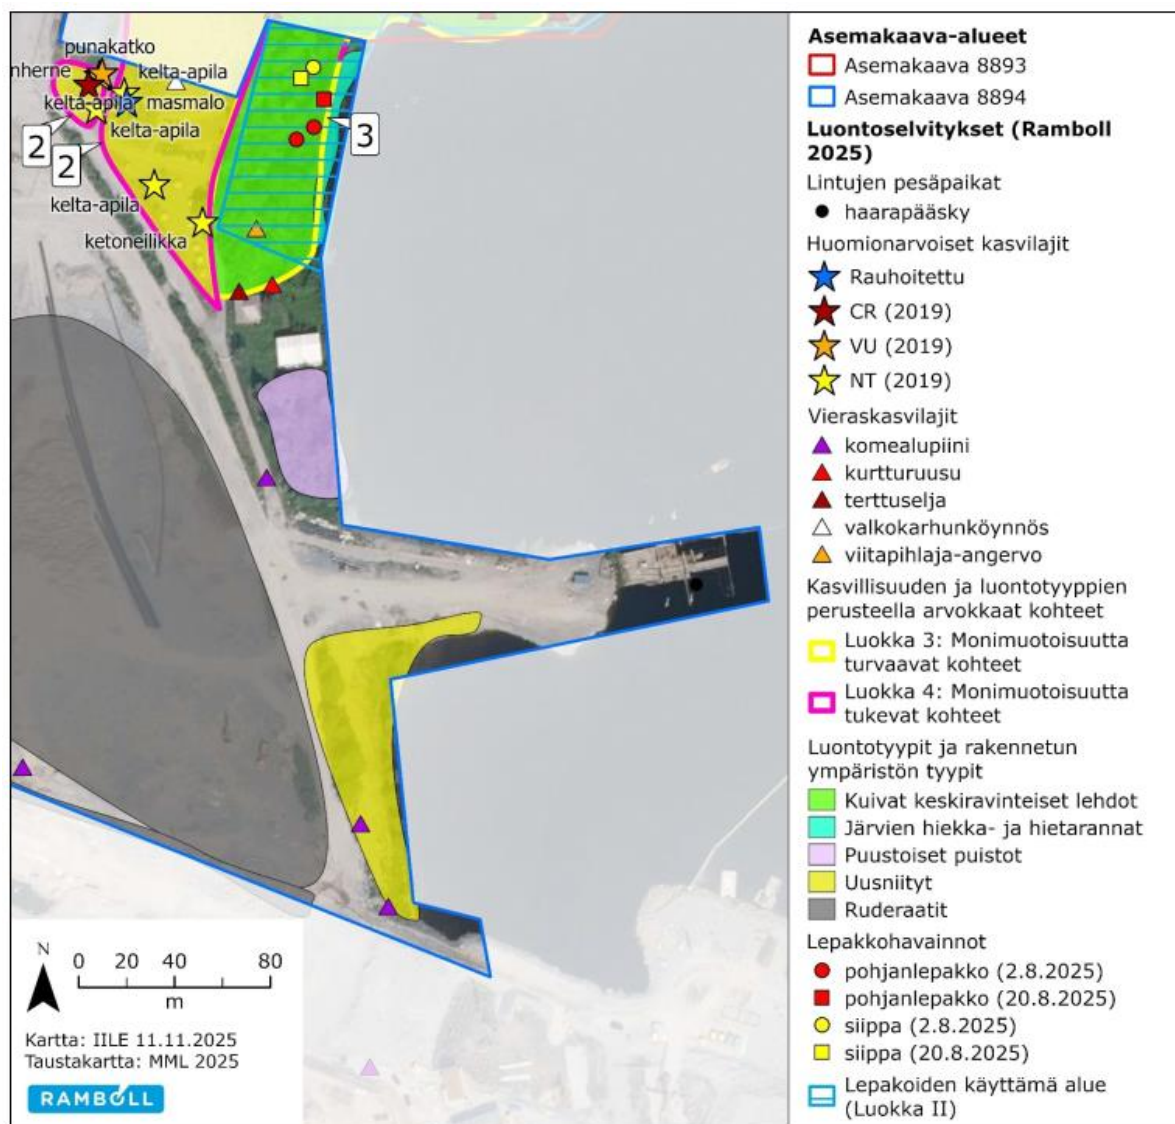 punakatko
nherne
kelta-apila
kelta-apila
masmalo
kelta-apila
2
2
3
kelta-apila
ketoneilikka
N
0 20 40 80
m
Kartta: IILE 11.11.2025
Taustakartta: MML 2025
RAMBOLL
Asemakaava-alueet
Asemakaava 8893
Asemakaava 8894
Luontoselvitykset (Ramboll
2025)
Lintujen pesäpaikat
haarapääsky
Huomionarvoiset kasvilajit
Rauhoitettu
CR (2019)
VU (2019)
NT (2019)
Vieraskasvilajit
komealupiini
kurtturuusu
terttuselja
valkokarhunköynnös
viitapihlaja-angervo
Kasvillisuuden ja luontotyyppien
perusteella arvokkaat kohteet
Luokka 3: Monimuotoisuutta
turvaavat kohteet
Luokka 4: Monimuotoisuutta
tukevat kohteet
Luontotyypit ja rakennetun
ympäristön tyypit
Kuivat keskiravinteiset lehdot
Järvien hiekka- ja hietarannat
Puustoiset puistot
Uusniityt
Ruderaatit
Lepakkohavainnot
pohjanlepakko (2.8.2025)
pohjanlepakko (20.8.2025)
siippa (2.8.2025)
siippa (20.8.2025)
Lepakoiden käyttämä alue
(Luokka II)